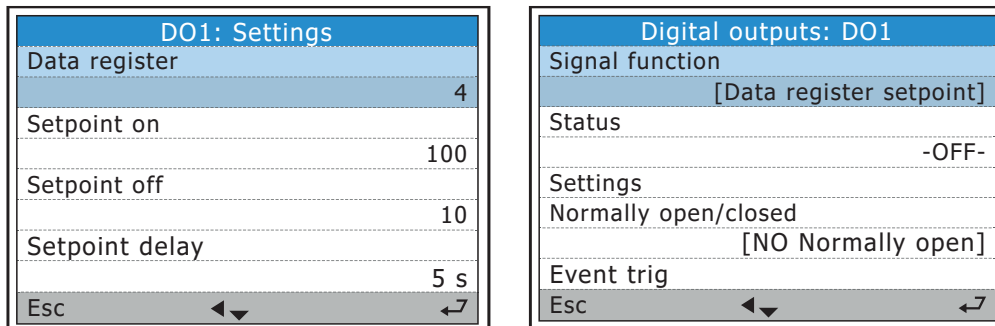 DO1: Settings
Data register
4
Setpoint on
100
Setpoint off
10
Setpoint delay
5 s
Esc
Digital outputs: DO1
Signal function
[Data register setpoint]
Status
-OFF-
Settings
Normally open/closed
[NO Normally open]
Event trig
Esc